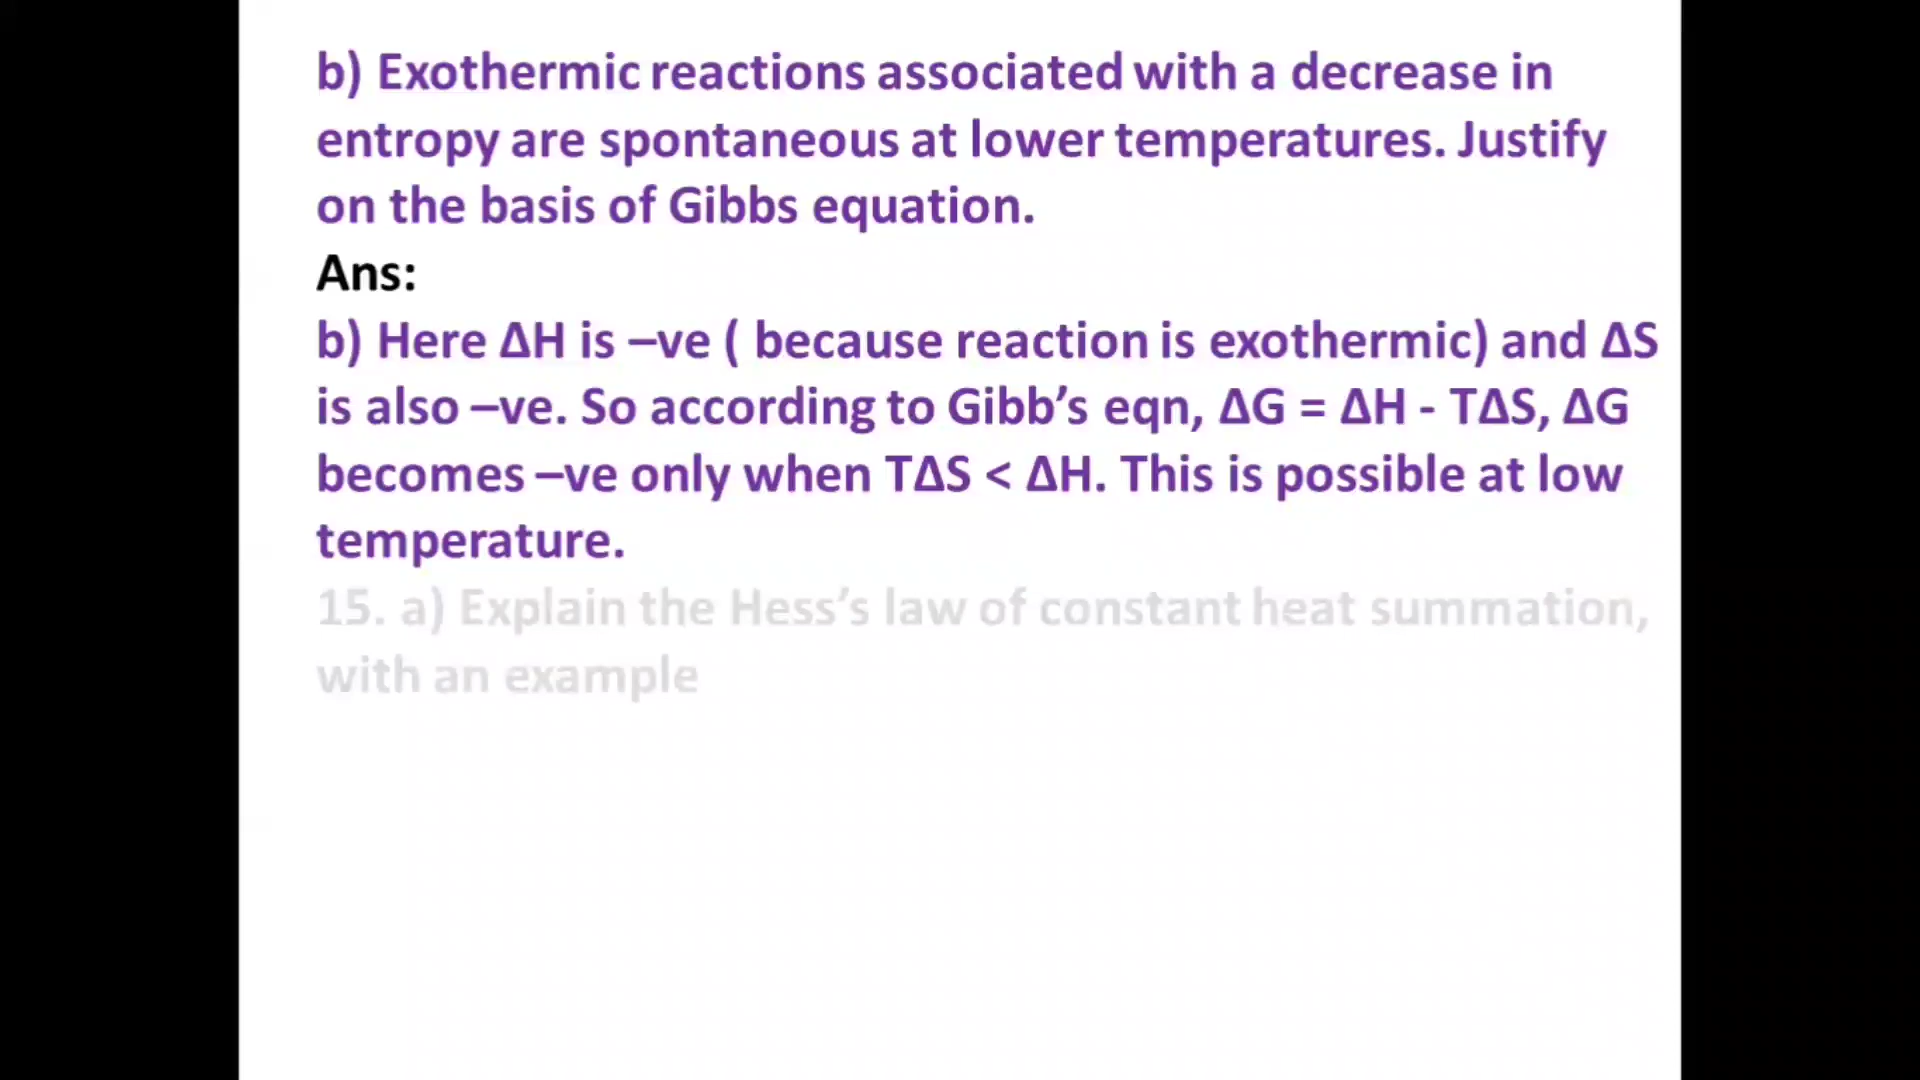 b) Exothermic reactions associated with a decrease in
entropy are spontaneous at lower temperatures. Justify
on the basis of Gibbs equation.
Ans:
b) Here ΔH is –ve ( because reaction is exothermic) and ΔS
is also –ve. So according to Gibb’s eqn, ΔG = ΔH - TΔS, ΔG
becomes –ve only when TΔS < ΔH. This is possible at low
temperature.
15. a) Explain the Hess’s law of constant heat summation,
with an example